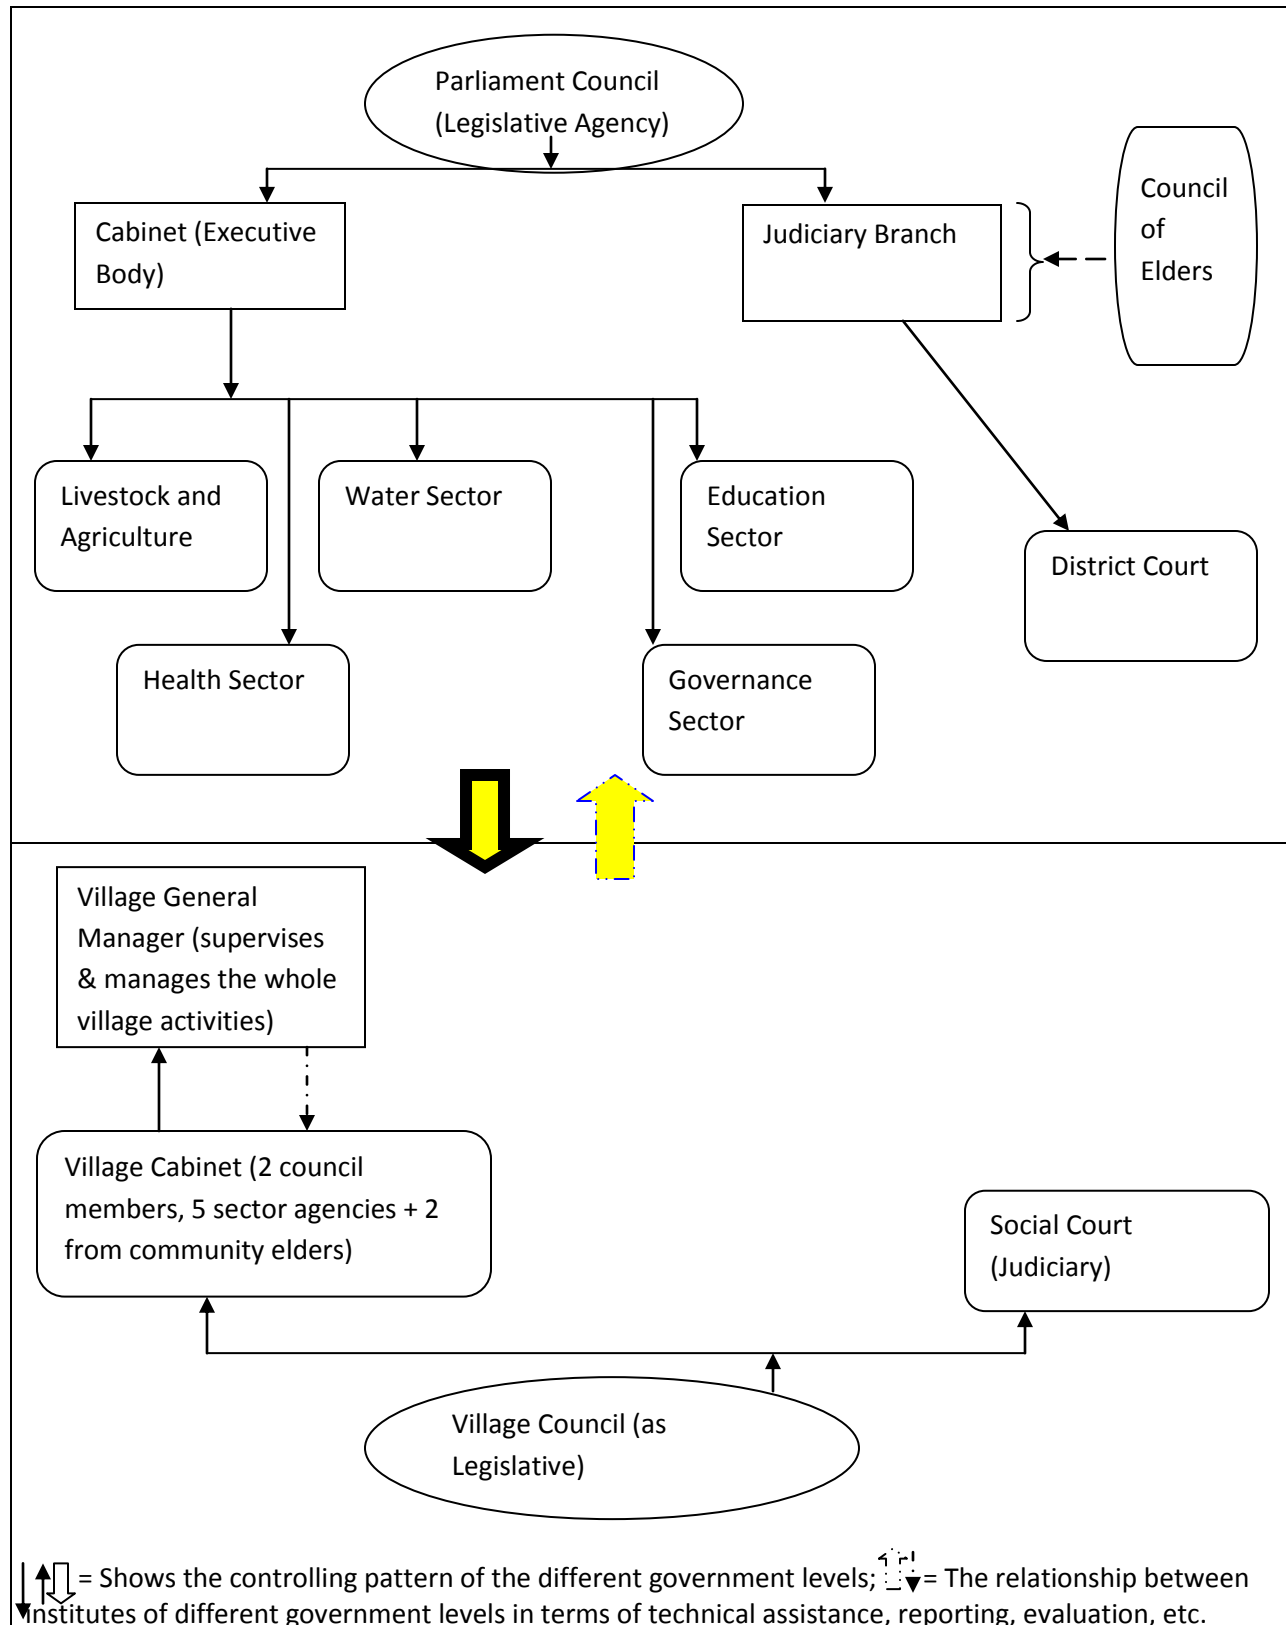 Parliament Council
(Legislative Agency)
Council
of
Elders
Cabinet (Executive
Body)
Judiciary Branch
Livestock and
Agriculture
Water Sector
Education
Sector
District Court
Health Sector
Governance
Sector
Village General
Manager (supervises
& manages the whole
village activities)
Village Cabinet (2 council
members, 5 sector agencies + 2
from community elders)
Social Court
(Judiciary)
Village Council (as
Legislative)
= Shows the controlling pattern of the different government levels; = The relationship between
institutes of different government levels in terms of technical assistance, reporting, evaluation, etc.